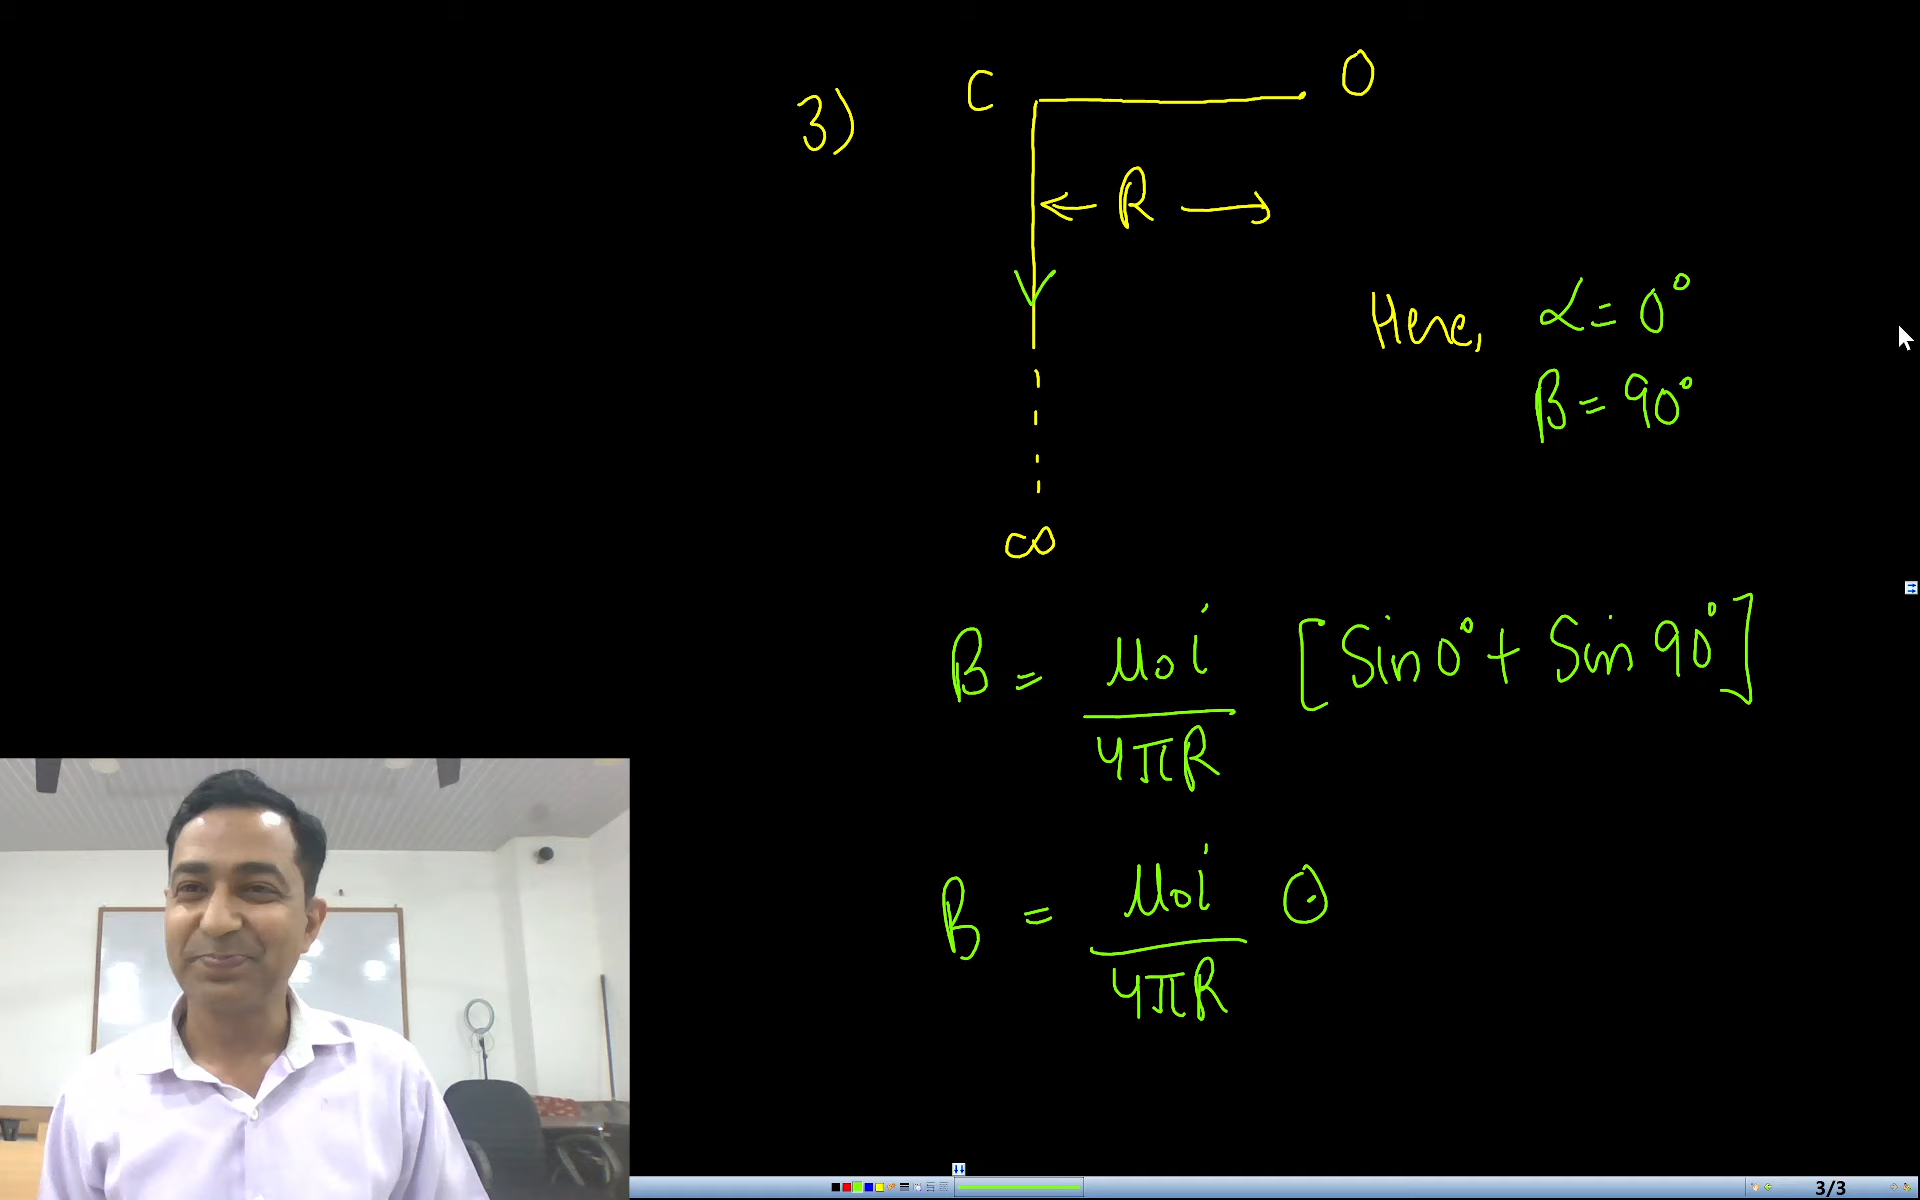 3)
C
O
← R →
∞
Here, α = 0°
β = 90°
B = μ₀i / 4πR [Sin 0° + Sin 90°]
B = μ₀i / 4πR ⊙
3/3